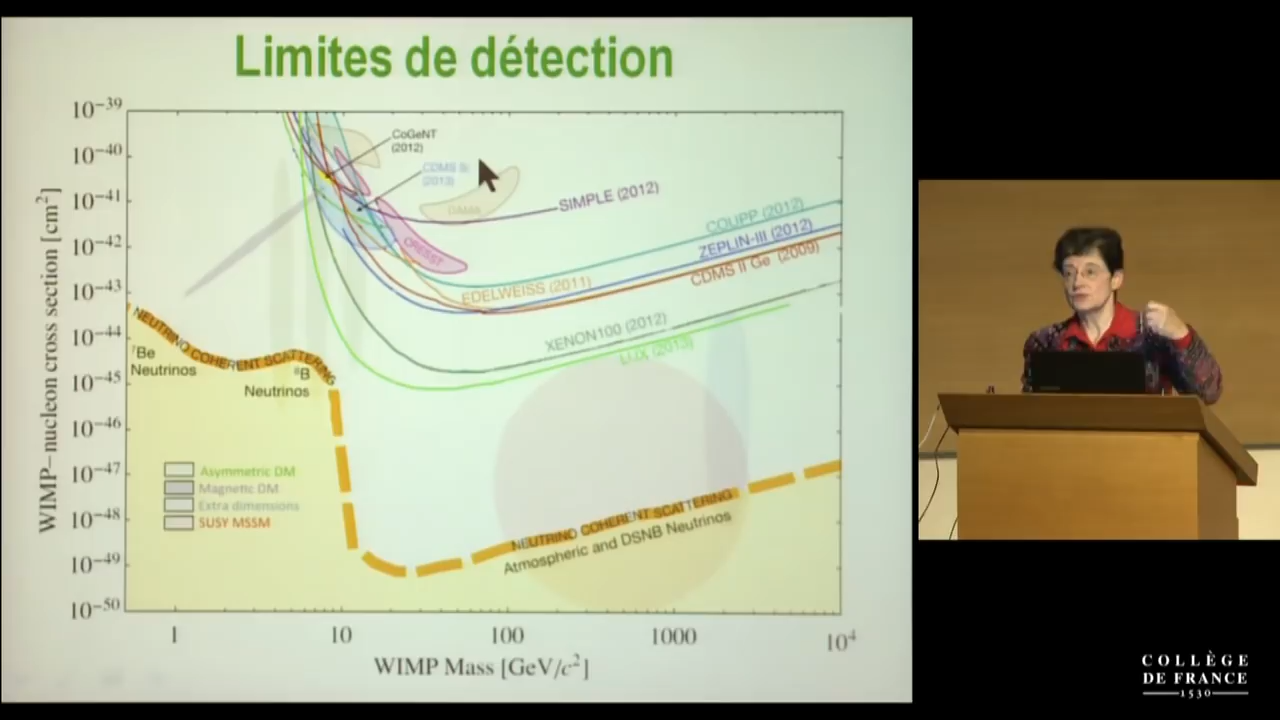 Limites de détection
10−39
10−40
10−41
10−42
10−43
10−44
10−45
10−46
10−47
10−48
10−49
10−50
WIMP−nucleon cross section [cm2]
CoGeNT
(2012)
CDMS Si
(2013)
DAMA
CRESST
SIMPLE (2012)
COUPP (2012)
ZEPLIN-III (2012)
CDMS II Ge (2009)
EDELWEISS (2011)
XENON100 (2012)
LUX (2013)
NEUTRINO COHERENT SCATTERING
7Be
Neutrinos
8B
Neutrinos
Asymmetric DM
Magnetic DM
Extra dimensions
SUSY MSSM
NEUTRINO COHERENT SCATTERING
Atmospheric and DSNB Neutrinos
1
10
100
1000
104
WIMP Mass [GeV/c2]
COLLÈGE
DE FRANCE
1530